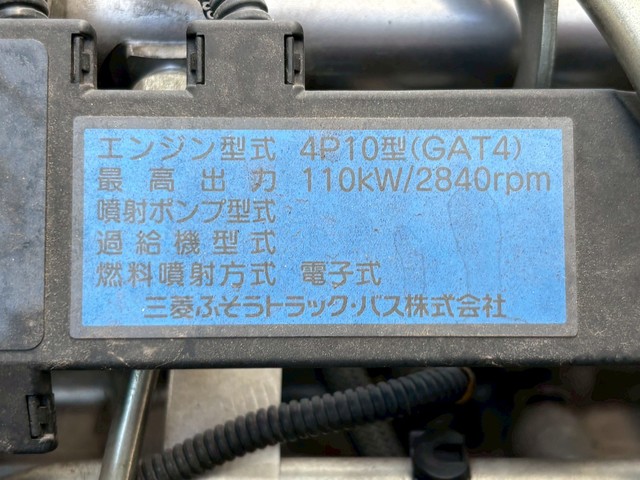 エンジン型式 4P10型(GAT4)
最高出力 110kW/2840rpm
噴射ポンプ型式
過給機型式
燃料噴射方式 電子式
三菱ふそうトラック・バス株式会社